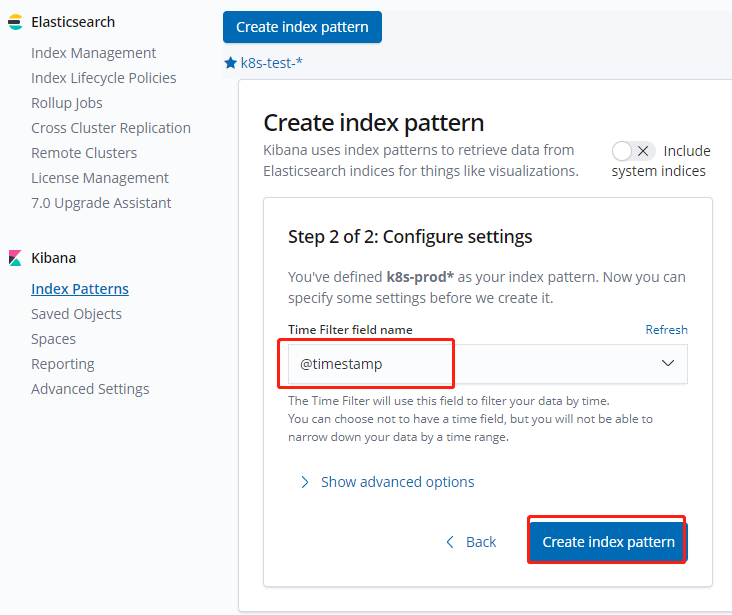 Elasticsearch
Index Management
Index Lifecycle Policies
Rollup Jobs
Cross Cluster Replication
Remote Clusters
License Management
7.0 Upgrade Assistant
Kibana
Index Patterns
Saved Objects
Spaces
Reporting
Advanced Settings
Create index pattern
k8s-test-*
Create index pattern
Kibana uses index patterns to retrieve data from
Elasticsearch indices for things like visualizations.
Include
system indices
Step 2 of 2: Configure settings
You've defined k8s-prod* as your index pattern. Now you can
specify some settings before we create it.
Time Filter field name
Refresh
@timestamp
The Time Filter will use this field to filter your data by time.
You can choose not to have a time field, but you will not be able to
narrow down your data by a time range.
Show advanced options
Back
Create index pattern